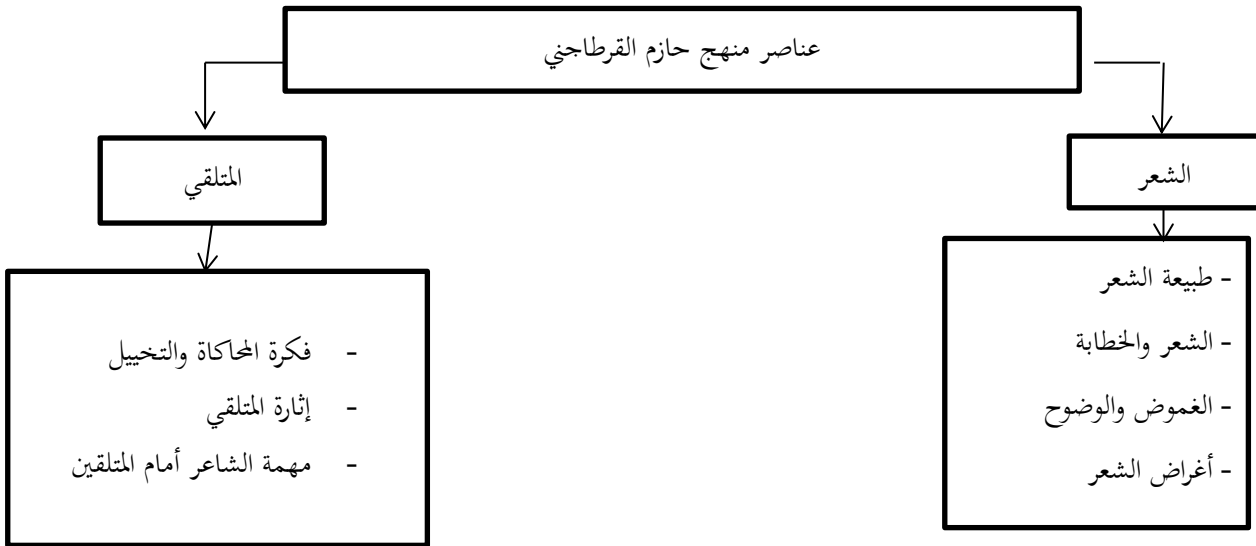 عناصر منهج حازم القرطاجني
الشعر
- طبيعة الشعر
- الشعر والخطابة
- الغموض والوضوح
- أغراض الشعر
المتلقي
- فكرة المحاكاة والتخييل
- إثارة المتلقي
- مهمة الشاعر أمام المتلقين